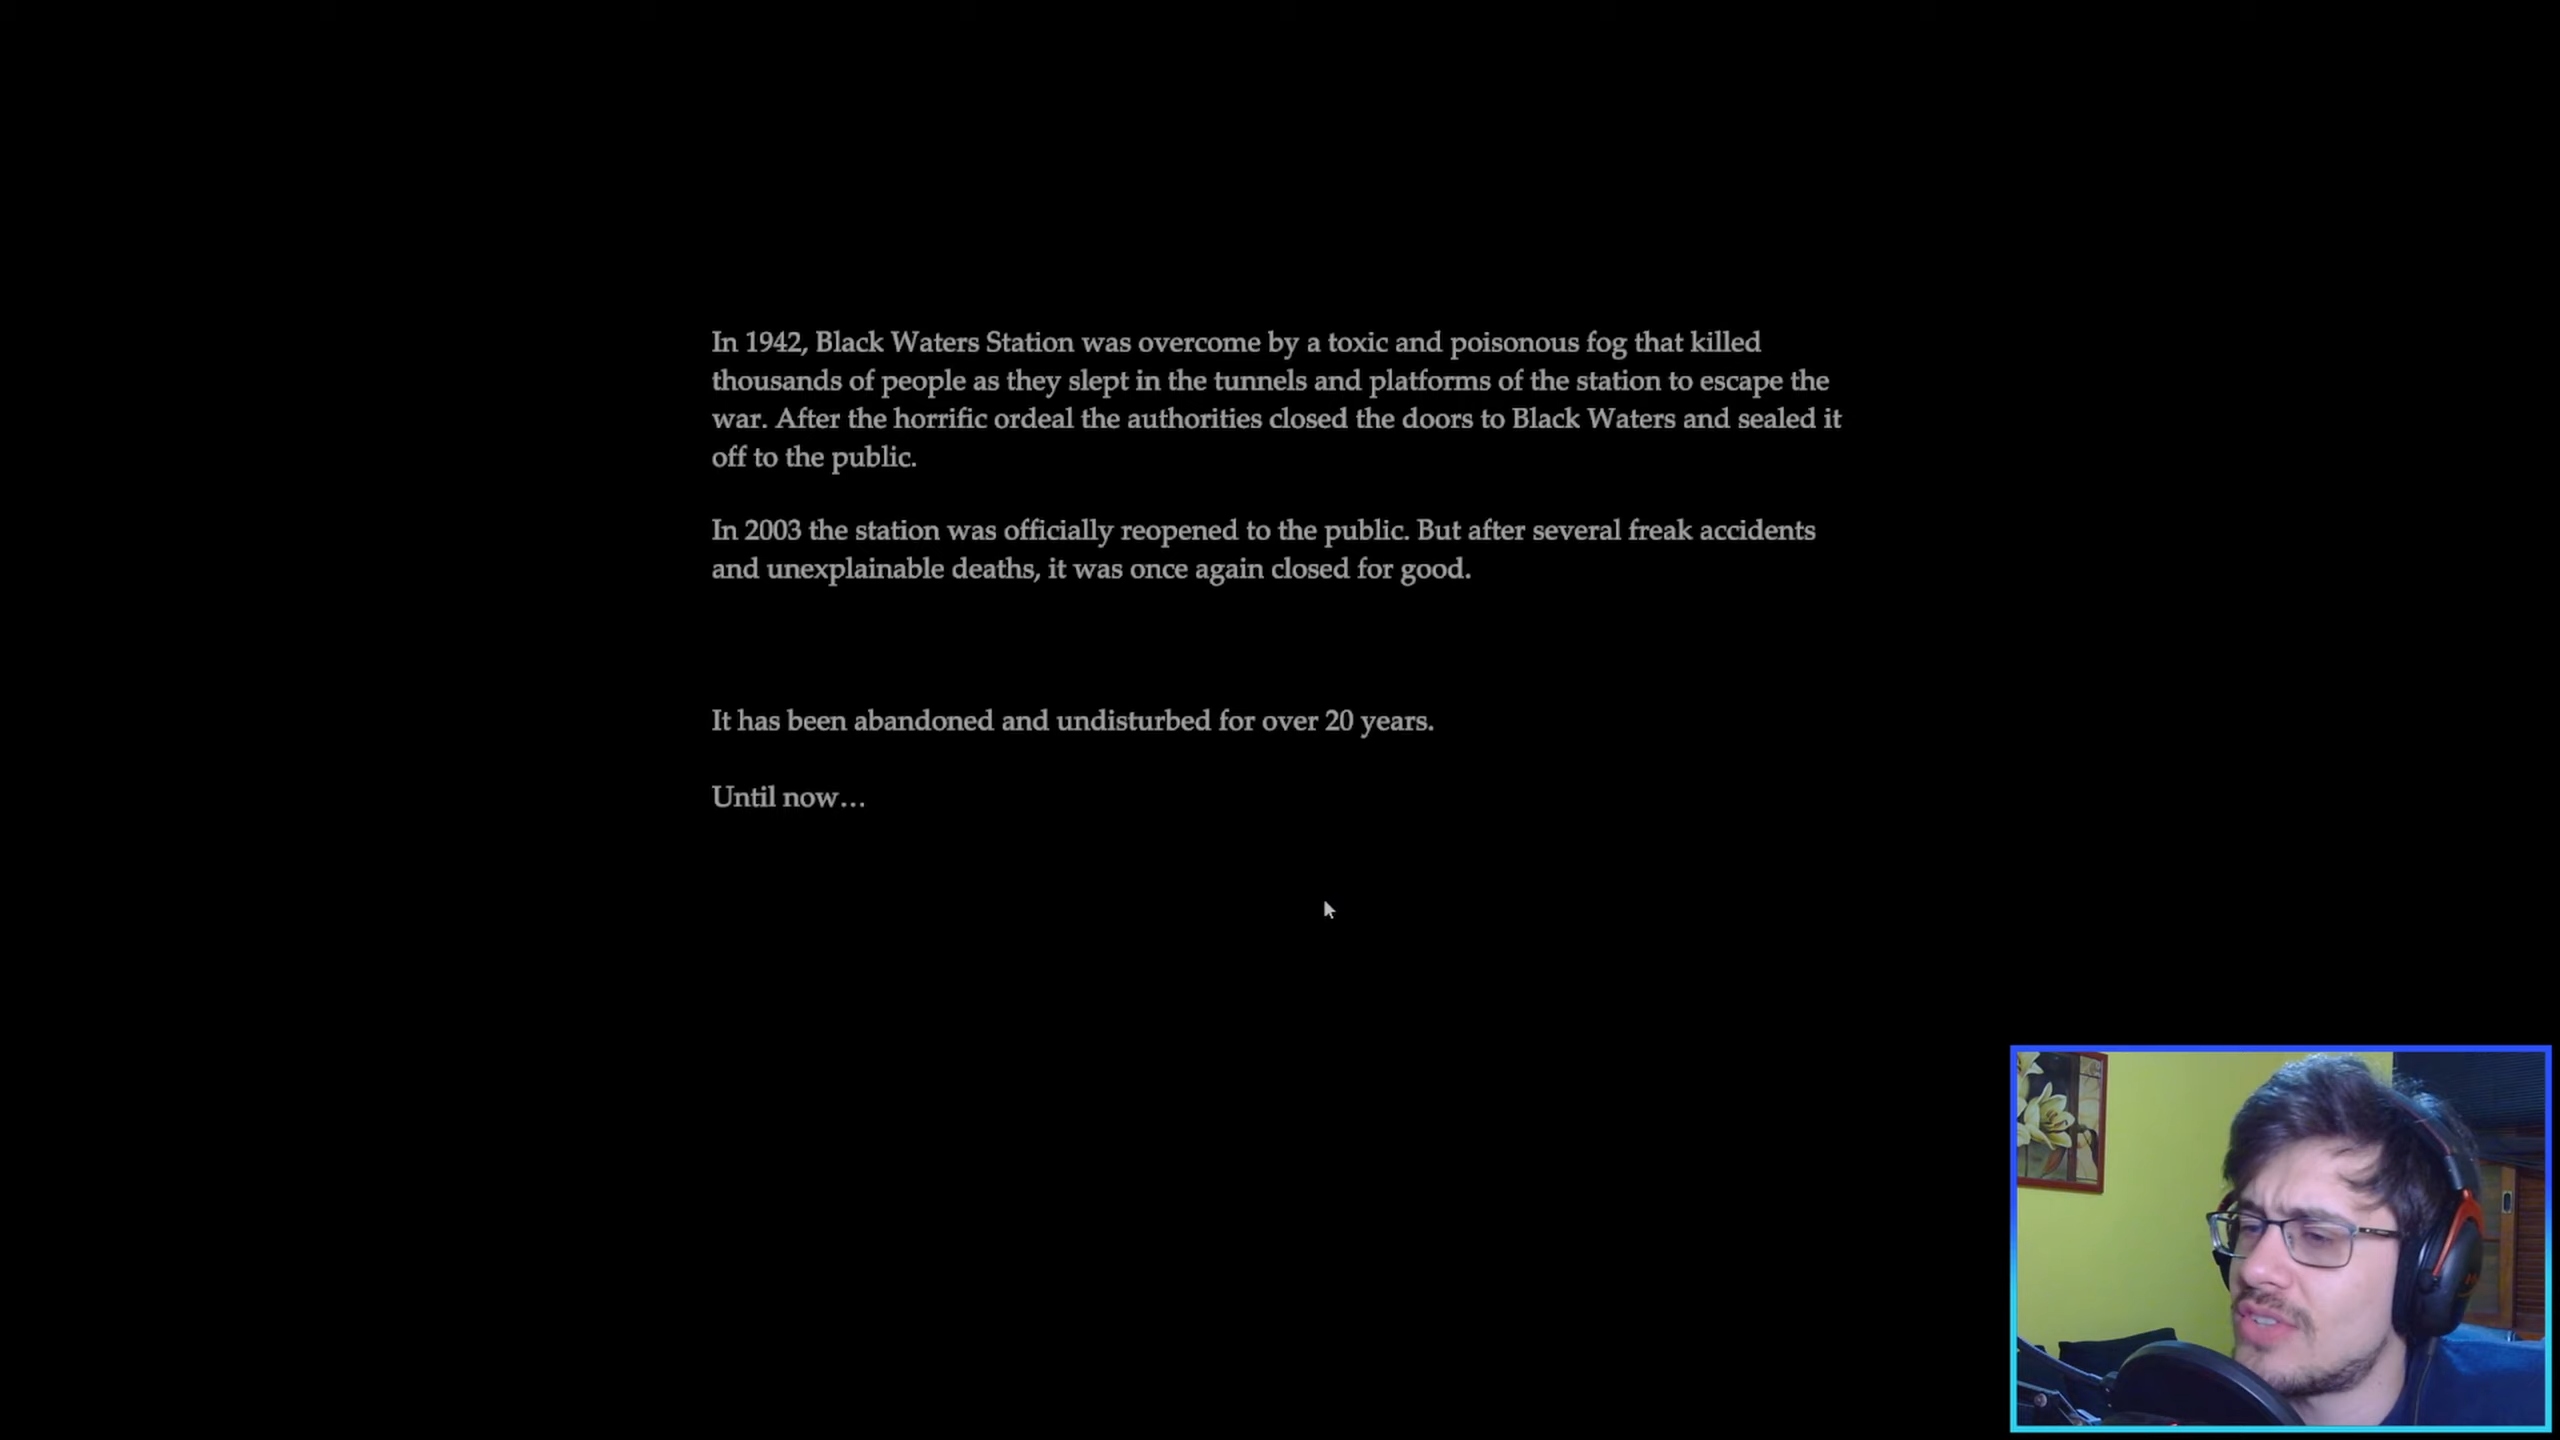 In 1942, Black Waters Station was overcome by a toxic and poisonous fog that killed
thousands of people as they slept in the tunnels and platforms of the station to escape the
war. After the horrific ordeal the authorities closed the doors to Black Waters and sealed it
off to the public.
In 2003 the station was officially reopened to the public. But after several freak accidents
and unexplainable deaths, it was once again closed for good.
It has been abandoned and undisturbed for over 20 years.
Until now…